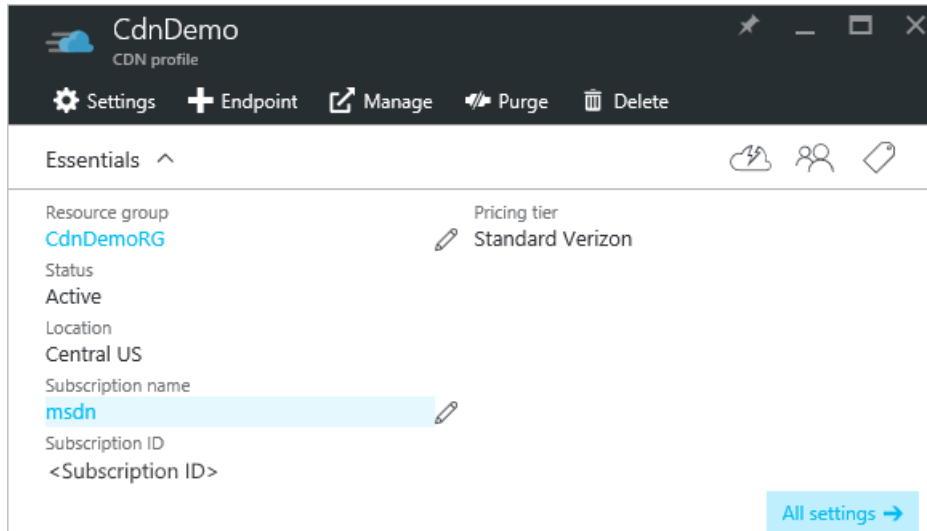 CdnDemo
CDN profile
Settings Endpoint Manage Purge Delete
Essentials
Resource group
CdnDemoRG
Pricing tier
Standard Verizon
Status
Active
Location
Central US
Subscription name
msdn
Subscription ID
<Subscription ID>
All settings →